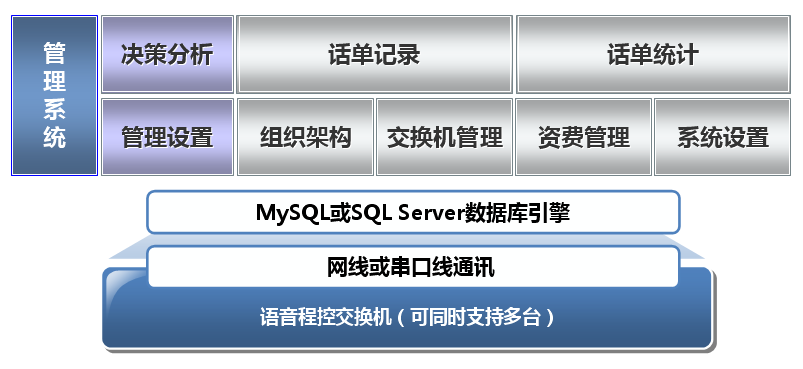 管理系统
决策分析
话单记录
话单统计
管理设置
组织架构
交换机管理
资费管理
系统设置
MySQL或SQL Server数据库引擎
网线或串口线通讯
语音程控交换机（可同时支持多台）